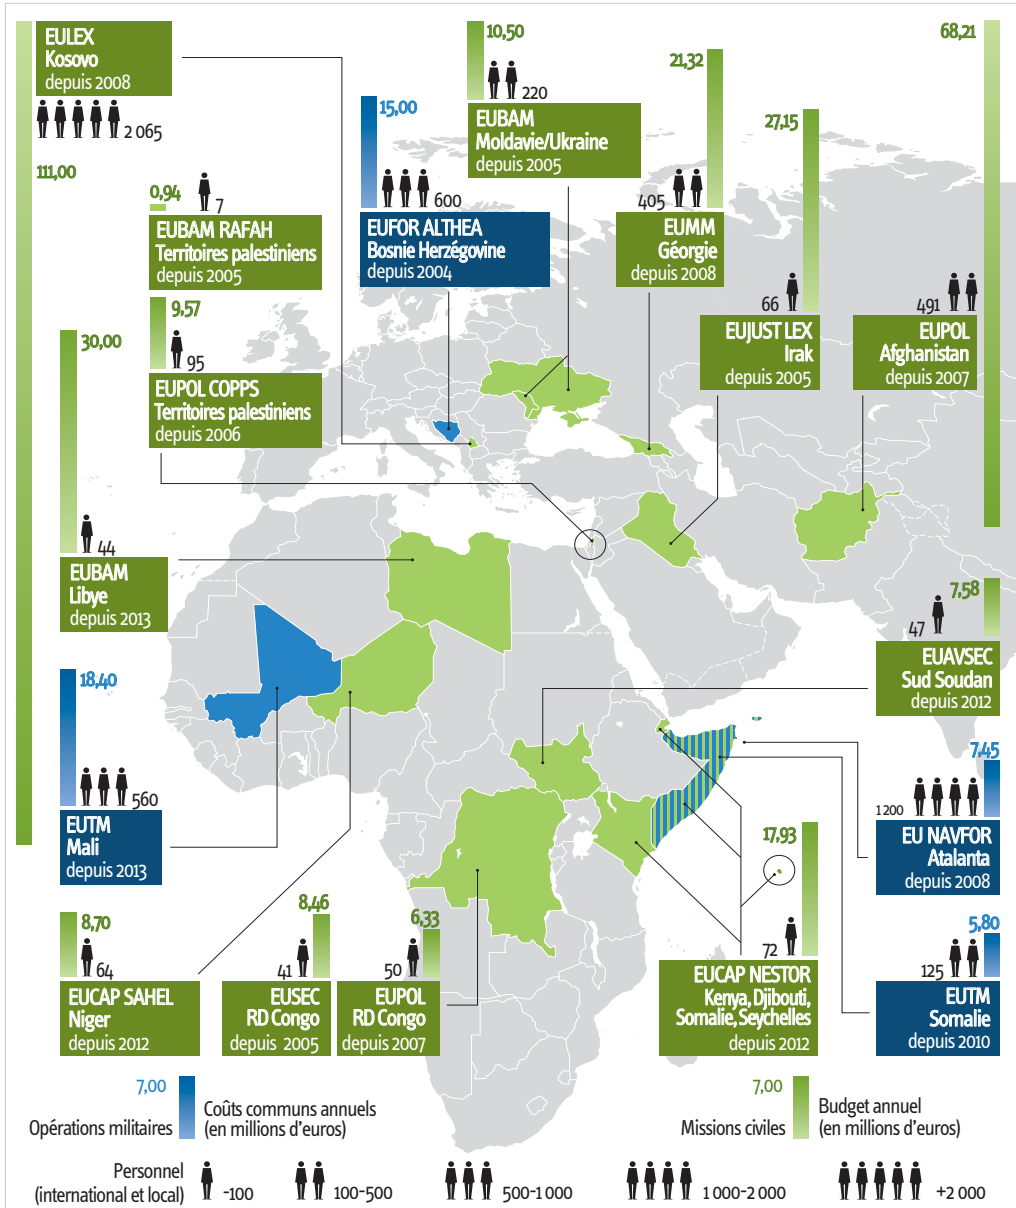 EULEX
Kosovo
depuis 2008
2 065
111,00
0,94
7
EUBAM RAFAH
Territoires palestiniens
depuis 2005
9,57
95
EUPOL COPPS
Territoires palestiniens
depuis 2006
30,00
44
EUBAM
Libye
depuis 2013
18,40
560
EUTM
Mali
depuis 2013
15,00
600
EUFOR ALTHEA
Bosnie Herzégovine
depuis 2004
10,50
220
EUBAM
Moldavie/Ukraine
depuis 2005
21,32
405
EUMM
Géorgie
depuis 2008
27,15
66
EUJUST LEX
Irak
depuis 2005
68,21
491
EUPOL
Afghanistan
depuis 2007
7,58
47
EUAVSEC
Sud Soudan
depuis 2012
7,45
1 200
EU NAVFOR
Atalanta
depuis 2008
5,80
125
EUTM
Somalie
depuis 2010
17,93
72
EUCAP NESTOR
Kenya, Djibouti,
Somalie, Seychelles
depuis 2012
8,70
64
EUCAP SAHEL
Niger
depuis 2012
8,46
41
EUSEC
RD Congo
depuis 2005
6,33
50
EUPOL
RD Congo
depuis 2007
7,00
Opérations militaires
Coûts communs annuels
(en millions d'euros)
7,00
Missions civiles
Budget annuel
(en millions d'euros)
Personnel
(international et local)
-100
100-500
500-1 000
1 000-2 000
+2 000